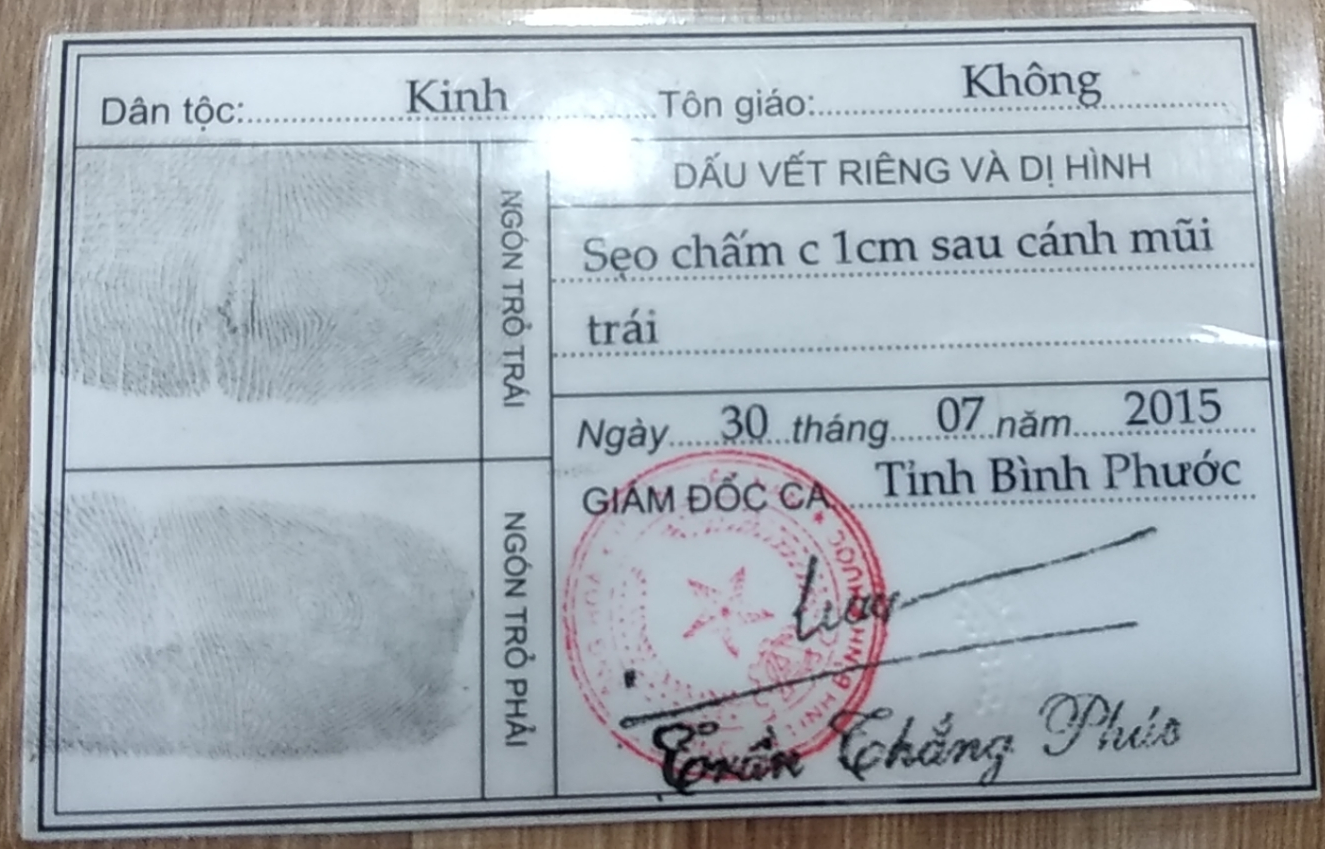 Dân tộc: Kinh Tôn giáo: Không
NGÓN TRỎ TRÁI
DẤU VẾT RIÊNG VÀ DỊ HÌNH
Sẹo chấm c 1cm sau cánh mũi
trái
NGÓN TRỎ PHẢI
Ngày 30 tháng 07 năm 2015
GIÁM ĐỐC CA Tỉnh Bình Phước
Trần Thắng Phúc